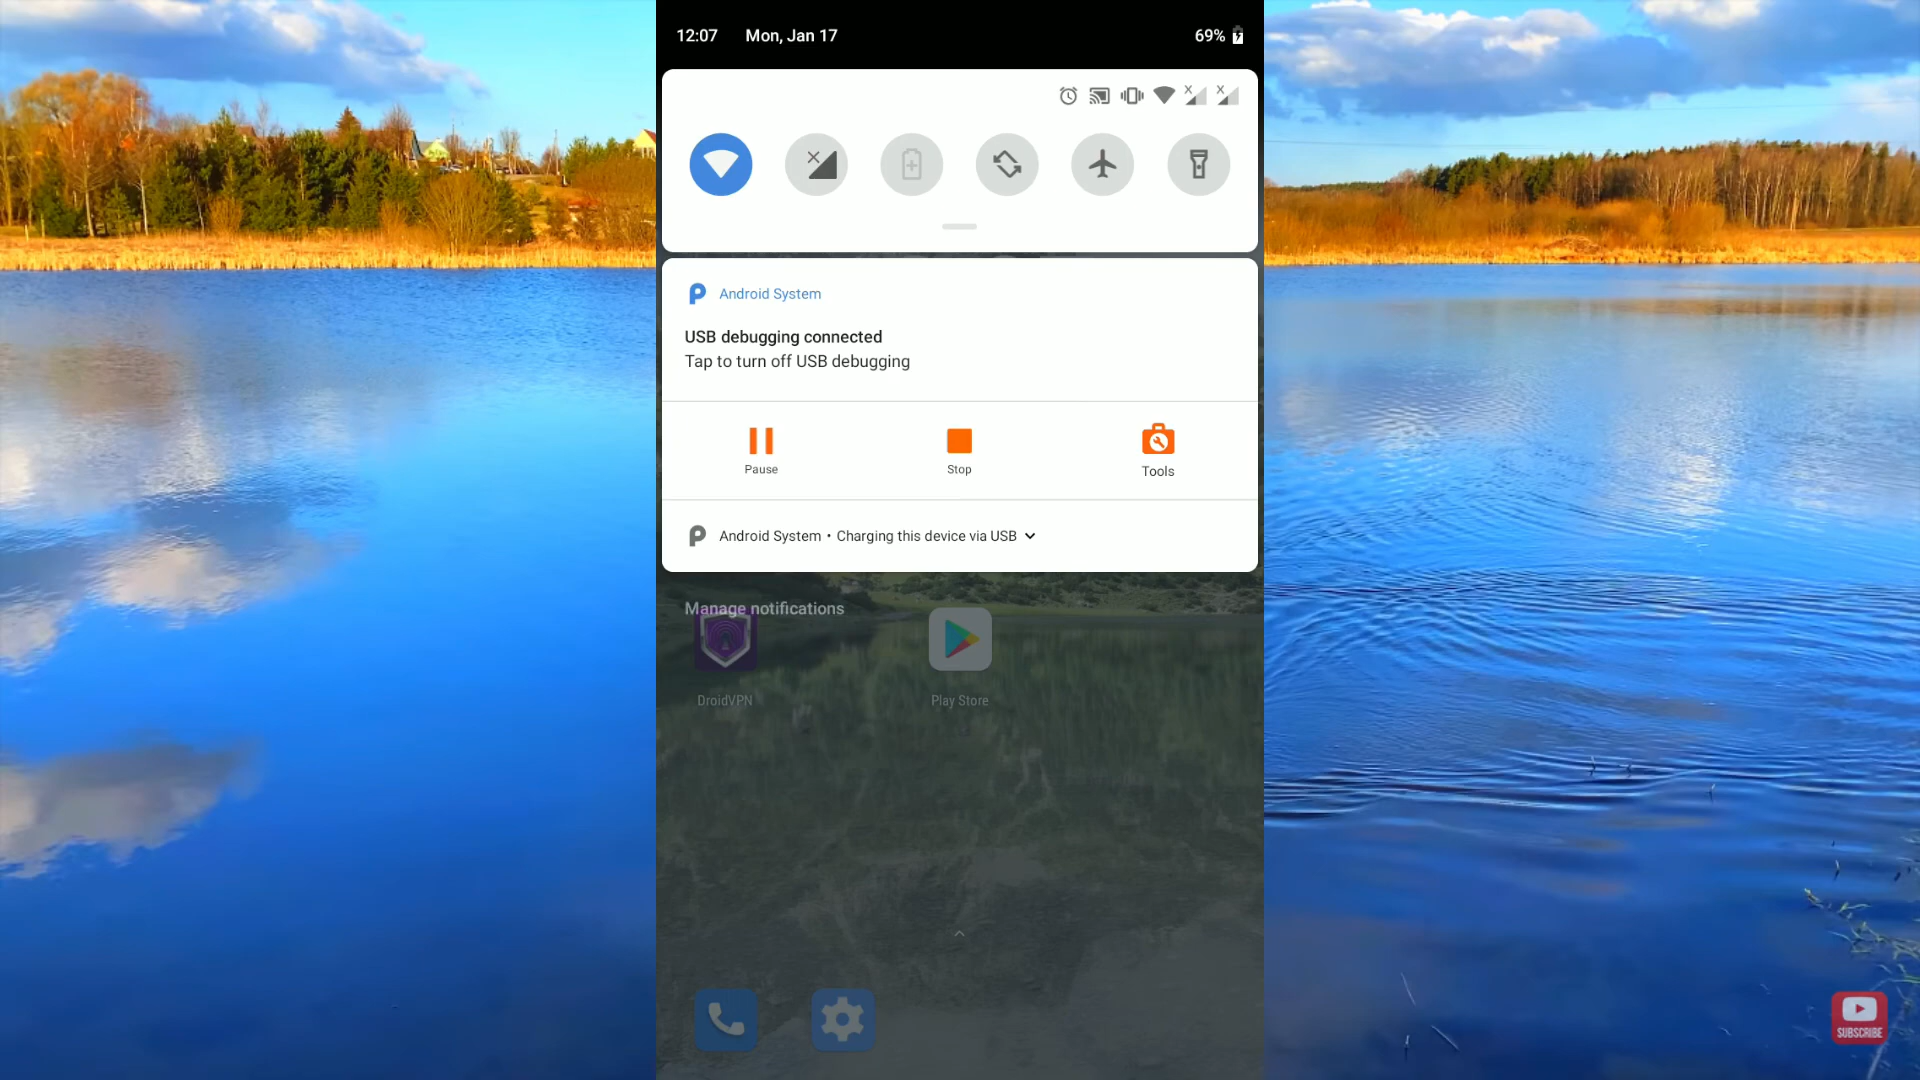 12:07 Mon, Jan 17 69%
Android System
USB debugging connected
Tap to turn off USB debugging
Pause Stop Tools
Android System • Charging this device via USB
Manage notifications
DroidVPN Play Store
SUBSCRIBE